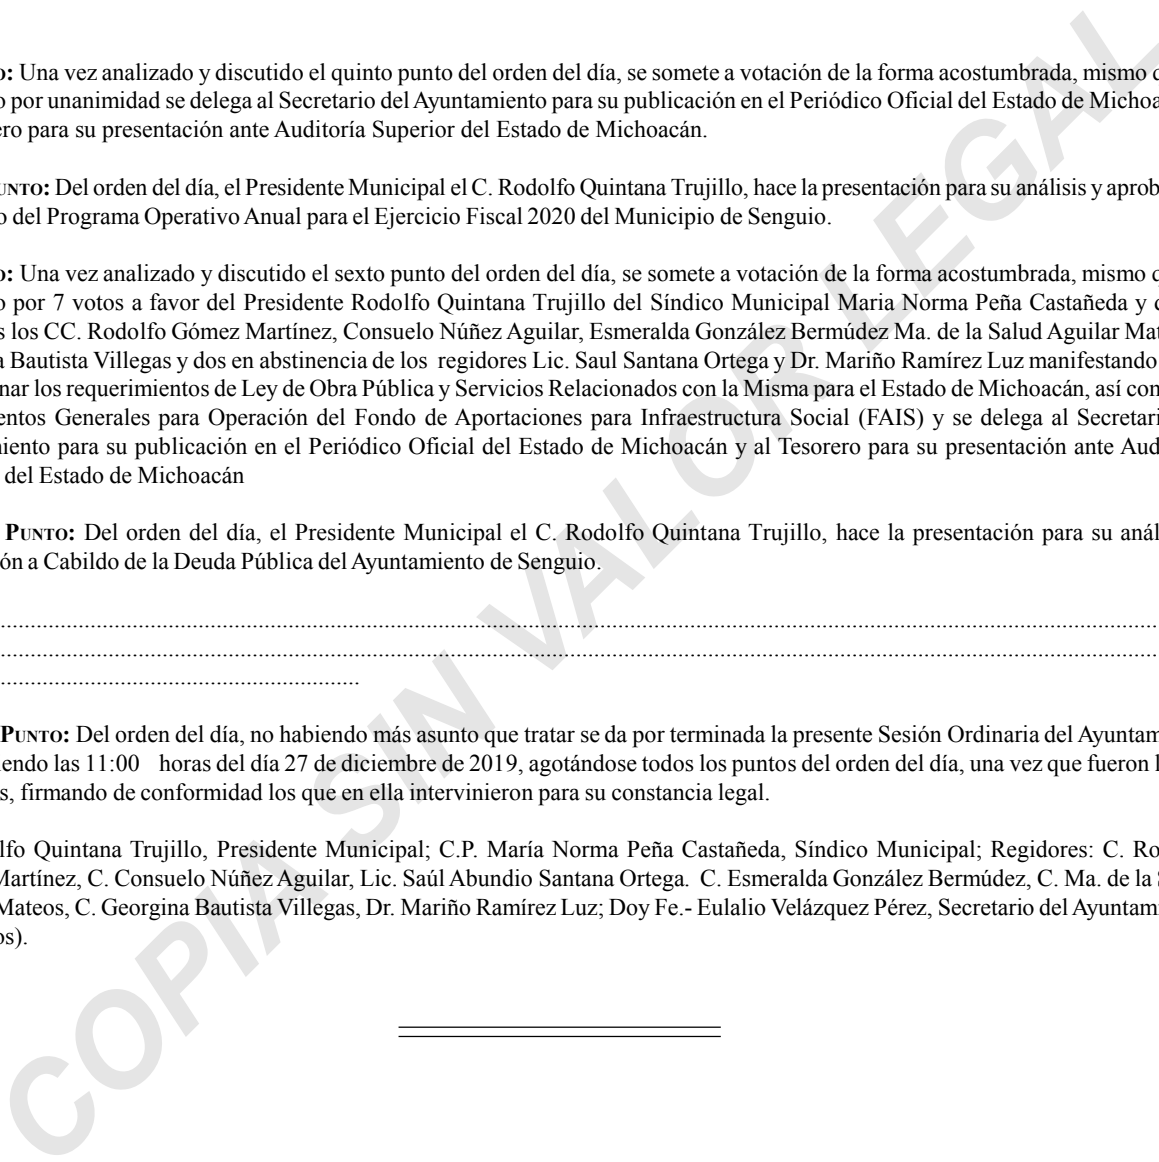 o: Una vez analizado y discutido el quinto punto del orden del día, se somete a votación de la forma acostumbrada, mismo
o por unanimidad se delega al Secretario del Ayuntamiento para su publicación en el Periódico Oficial del Estado de Michoa
ero para su presentación ante Auditoría Superior del Estado de Michoacán.
unto: Del orden del día, el Presidente Municipal el C. Rodolfo Quintana Trujillo, hace la presentación para su análisis y aprob
o del Programa Operativo Anual para el Ejercicio Fiscal 2020 del Municipio de Senguio.
o: Una vez analizado y discutido el sexto punto del orden del día, se somete a votación de la forma acostumbrada, mismo
o por 7 votos a favor del Presidente Rodolfo Quintana Trujillo del Síndico Municipal Maria Norma Peña Castañeda y
s los CC. Rodolfo Gómez Martínez, Consuelo Núñez Aguilar, Esmeralda González Bermúdez Ma. de la Salud Aguilar Mat
a Bautista Villegas y dos en abstinencia de los regidores Lic. Saul Santana Ortega y Dr. Mariño Ramírez Luz manifestando
nar los requerimientos de Ley de Obra Pública y Servicios Relacionados con la Misma para el Estado de Michoacán, así con
entos Generales para Operación del Fondo de Aportaciones para Infraestructura Social (FAIS) y se delega al Secretari
miento para su publicación en el Periódico Oficial del Estado de Michoacán y al Tesorero para su presentación ante Aud
del Estado de Michoacán
Punto: Del orden del día, el Presidente Municipal el C. Rodolfo Quintana Trujillo, hace la presentación para su anál
ón a Cabildo de la Deuda Pública del Ayuntamiento de Senguio.
Punto: Del orden del día, no habiendo más asunto que tratar se da por terminada la presente Sesión Ordinaria del Ayuntam
endo las 11:00 horas del día 27 de diciembre de 2019, agotándose todos los puntos del orden del día, una vez que fueron
s, firmando de conformidad los que en ella intervinieron para su constancia legal.
lfo Quintana Trujillo, Presidente Municipal; C.P. María Norma Peña Castañeda, Síndico Municipal; Regidores: C. Ro
Martínez, C. Consuelo Núñez Aguilar, Lic. Saúl Abundio Santana Ortega. C. Esmeralda González Bermúdez, C. Ma. de la
Mateos, C. Georgina Bautista Villegas, Dr. Mariño Ramírez Luz; Doy Fe.- Eulalio Velázquez Pérez, Secretario del Ayuntami
os).
COPIA SIN VALOR LEGAL